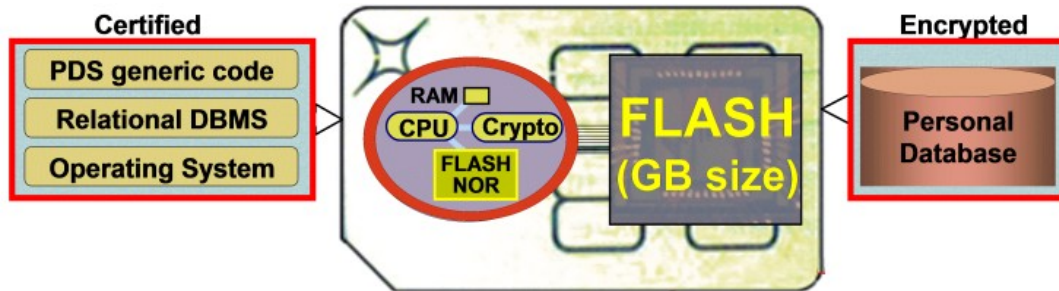 Certified
PDS generic code
Relational DBMS
Operating System
RAM
CPU
Crypto
FLASH
NOR
FLASH
(GB size)
Encrypted
Personal
Database